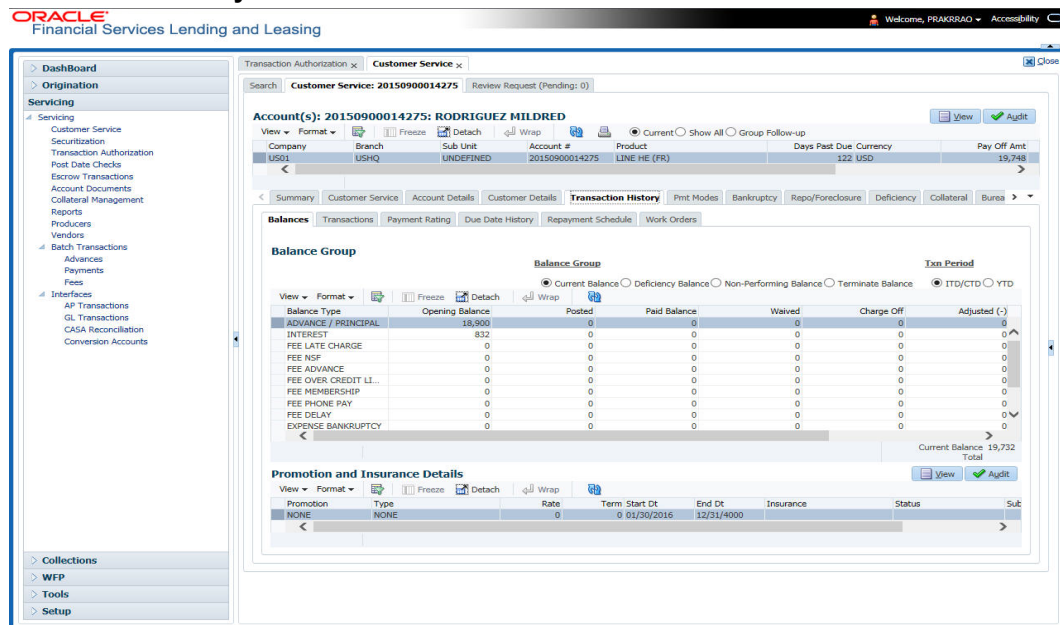 ORACLE®
Financial Services Lending and Leasing
Welcome, PRAKRRAO Accessibility
DashBoard
Origination
Servicing
Servicing
Customer Service
Securitization
Transaction Authorization
Post Date Checks
Escrow Transactions
Account Documents
Collateral Management
Reports
Producers
Vendors
Batch Transactions
Advances
Payments
Fees
Interfaces
AP Transactions
GL Transactions
CASA Reconciliation
Conversion Accounts
Collections
WFP
Tools
Setup
Transaction Authorization x Customer Service x Close
Search Customer Service: 20150900014275 Review Request (Pending: 0)
Account(s): 20150900014275: RODRIGUEZ MILDRED View Audit
View Format Freeze Detach Wrap Current Show All Group Follow-up
Company Branch Sub Unit Account # Product Days Past Due Currency Pay Off Amt
US01 USHQ UNDEFINED 20150900014275 LINE HE (FR) 122 USD 19,748
Summary Customer Service Account Details Customer Details Transaction History Pmt Modes Bankruptcy Repo/Foreclosure Deficiency Collateral Burea
Balances Transactions Payment Rating Due Date History Repayment Schedule Work Orders
Balance Group
Balance Group Txn Period
Current Balance Deficiency Balance Non-Performing Balance Terminate Balance ITD/CTD YTD
View Format Freeze Detach Wrap
Balance Type Opening Balance Posted Paid Balance Waived Charge Off Adjusted (-)
ADVANCE / PRINCIPAL 18,900 0 0 0 0 0
INTEREST 832 0 0 0 0 0
FEE LATE CHARGE 0 0 0 0 0 0
FEE NSF 0 0 0 0 0 0
FEE ADVANCE 0 0 0 0 0 0
FEE OVER CREDIT LI... 0 0 0 0 0 0
FEE MEMBERSHIP 0 0 0 0 0 0
FEE PHONE PAY 0 0 0 0 0 0
FEE DELAY 0 0 0 0 0 0
EXPENSE BANKRUPTCY 0 0 0 0 0 0
Current Balance 19,732
Total
Promotion and Insurance Details View Audit
View Format Freeze Detach Wrap
Promotion Type Rate Term Start Dt End Dt Insurance Status Sub
NONE NONE 0 0 01/30/2016 12/31/4000